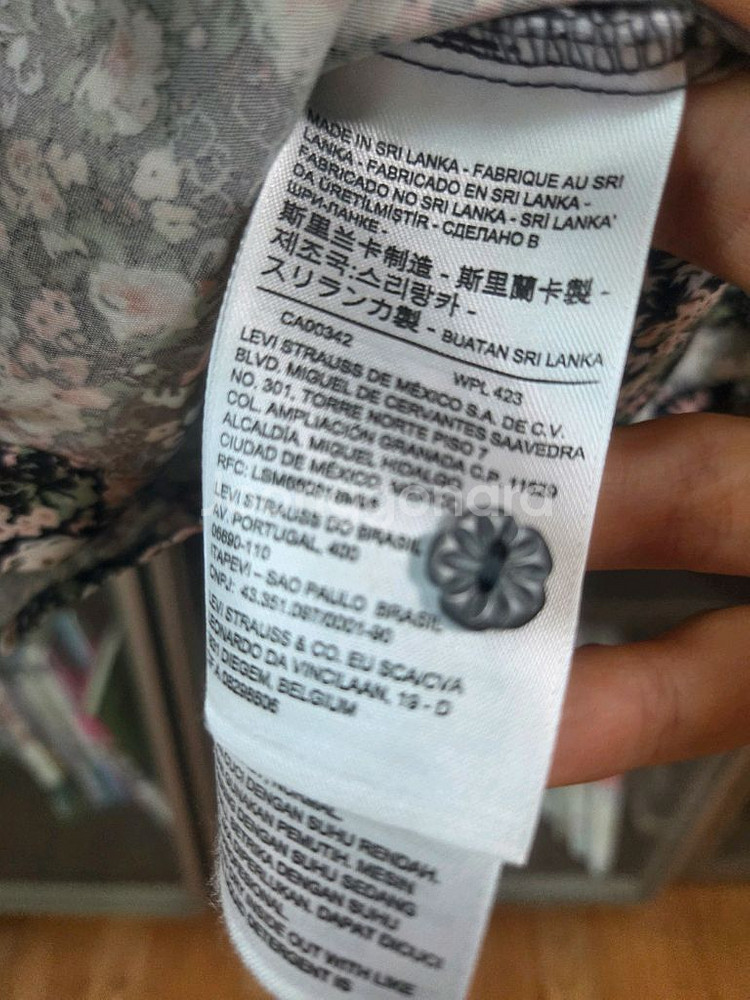 MADE IN SRI LANKA - FABRIQUE AU SRI
LANKA - FABRICADO EN SRI LANKA -
FABRICADO NO SRI LANKA - SRİ LANKA'
DA ÜRETİLMİŞTİR - СДЕЛАНО В
ШРИ-ЛАНКЕ -
斯里兰卡制造 - 斯里蘭卡製 -
제조국:스리랑카 -
スリランカ製 - BUATAN SRI LANKA
CA00342 WPL 423
LEVI STRAUSS DE MÉXICO S.A. DE C.V.
BLVD. MIGUEL DE CERVANTES SAAVEDRA
NO. 301, TORRE NORTE PISO 7
COL. AMPLIACIÓN GRANADA C.P. 11529
ALCALDÍA. MIGUEL HIDALGO
CIUDAD DE MÉXICO,
RFC:
LEVI STRAUSS DO BRASIL
AV. PORTUGAL, 400
06690-110
ITAPEVI – SAO PAULO BRASIL
CNPJ: 43.351.097/0001-90
LEVI STRAUSS & CO. EU SCA/CVA
LEONARDO DA VINCILAAN, 19 - D
DIEGEM, BELGIUM
CUCI DENGAN SUHU RENDAH.
GUNAKAN PEMUTIH. MESIN
DENGAN SUHU SEDANG
SETRIKA DENGAN SUHU
DIPERLUKAN. DAPAT DICUCI
INSIDE OUT WITH LIKE
DETERGENT IS